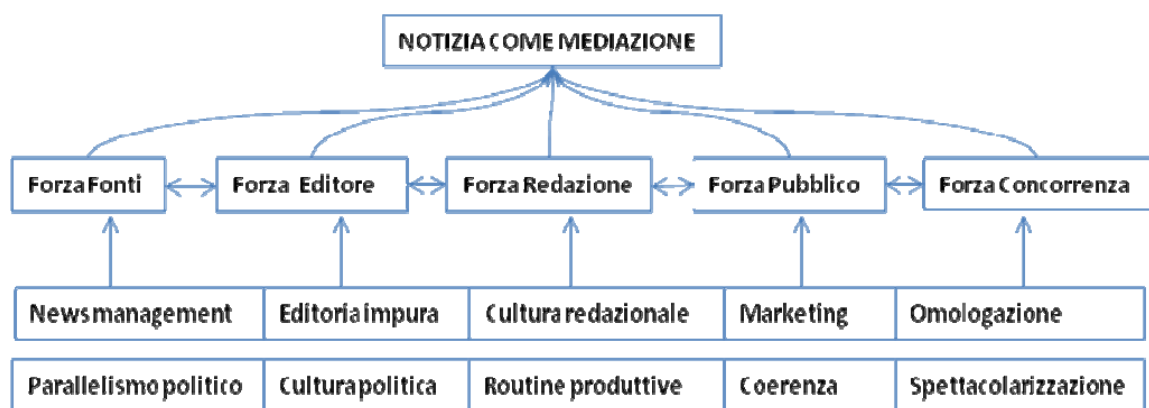 NOTIZIA COME MEDIAZIONE
Forza Fonti
Forza Editore
Forza Redazione
Forza Pubblico
Forza Concorrenza
News management
Editoria impura
Cultura redazionale
Marketing
Omologazione
Parallelismo politico
Cultura politica
Routine produttive
Coerenza
Spettacolarizzazione